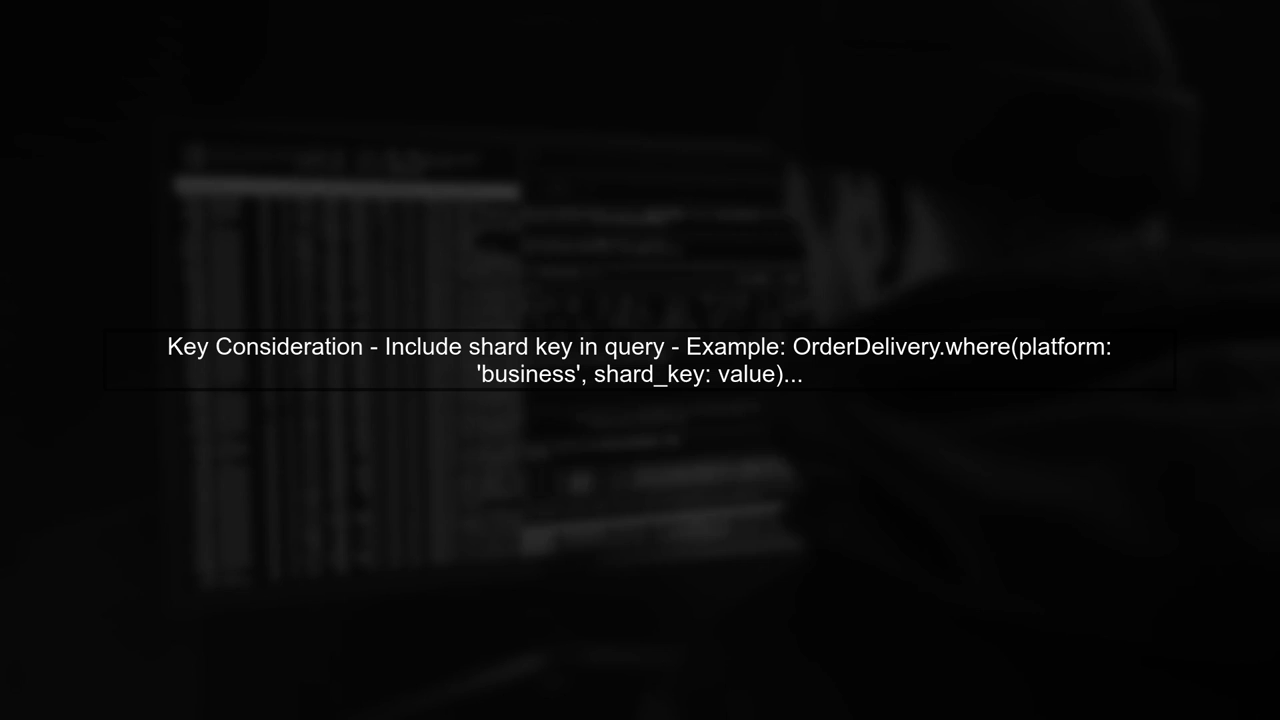 Key Consideration - Include shard key in query - Example: OrderDelivery.where(platform:
'business', shard_key: value)...